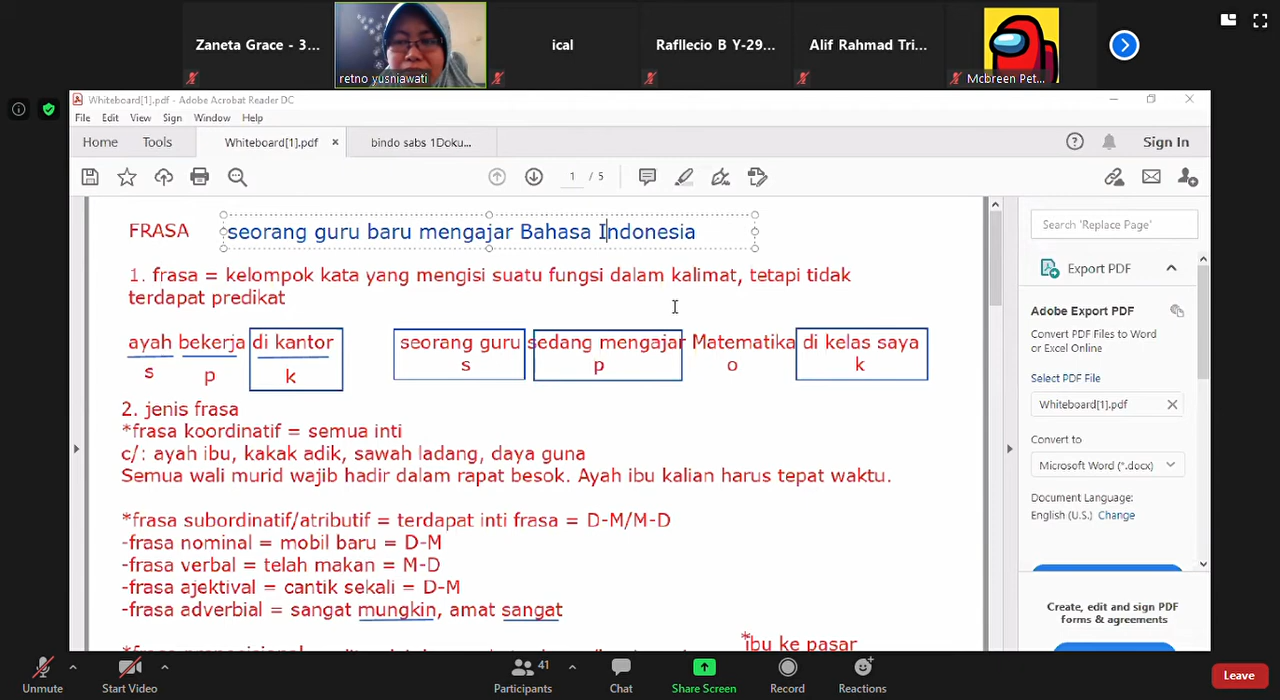 Zaneta Grace - 3...
retno yusniawati
ical
Rafllecio B Y-29...
Alif Rahmad Tri...
Mcbreen Pet...
Whiteboard[1].pdf - Adobe Acrobat Reader DC
File Edit View Sign Window Help
Home Tools Whiteboard[1].pdf × bindo sabs 1Doku... Sign In
1 / 5
FRASA seorang guru baru mengajar Bahasa Indonesia
1. frasa = kelompok kata yang mengisi suatu fungsi dalam kalimat, tetapi tidak
terdapat predikat
ayah bekerja di kantor seorang guru sedang mengajar Matematika di kelas saya
s p k s p o k
2. jenis frasa
*frasa koordinatif = semua inti
c/: ayah ibu, kakak adik, sawah ladang, daya guna
Semua wali murid wajib hadir dalam rapat besok. Ayah ibu kalian harus tepat waktu.
*frasa subordinatif/atributif = terdapat inti frasa = D-M/M-D
-frasa nominal = mobil baru = D-M
-frasa verbal = telah makan = M-D
-frasa ajektival = cantik sekali = D-M
-frasa adverbial = sangat mungkin, amat sangat
*ibu ke pasar
Search 'Replace Page'
Export PDF
Adobe Export PDF
Convert PDF Files to Word
or Excel Online
Select PDF File
Whiteboard[1].pdf
Convert to
Microsoft Word (*.docx)
Document Language:
English (U.S.) Change
Create, edit and sign PDF
forms & agreements
Unmute Start Video Participants 41 Chat Share Screen Record Reactions Leave